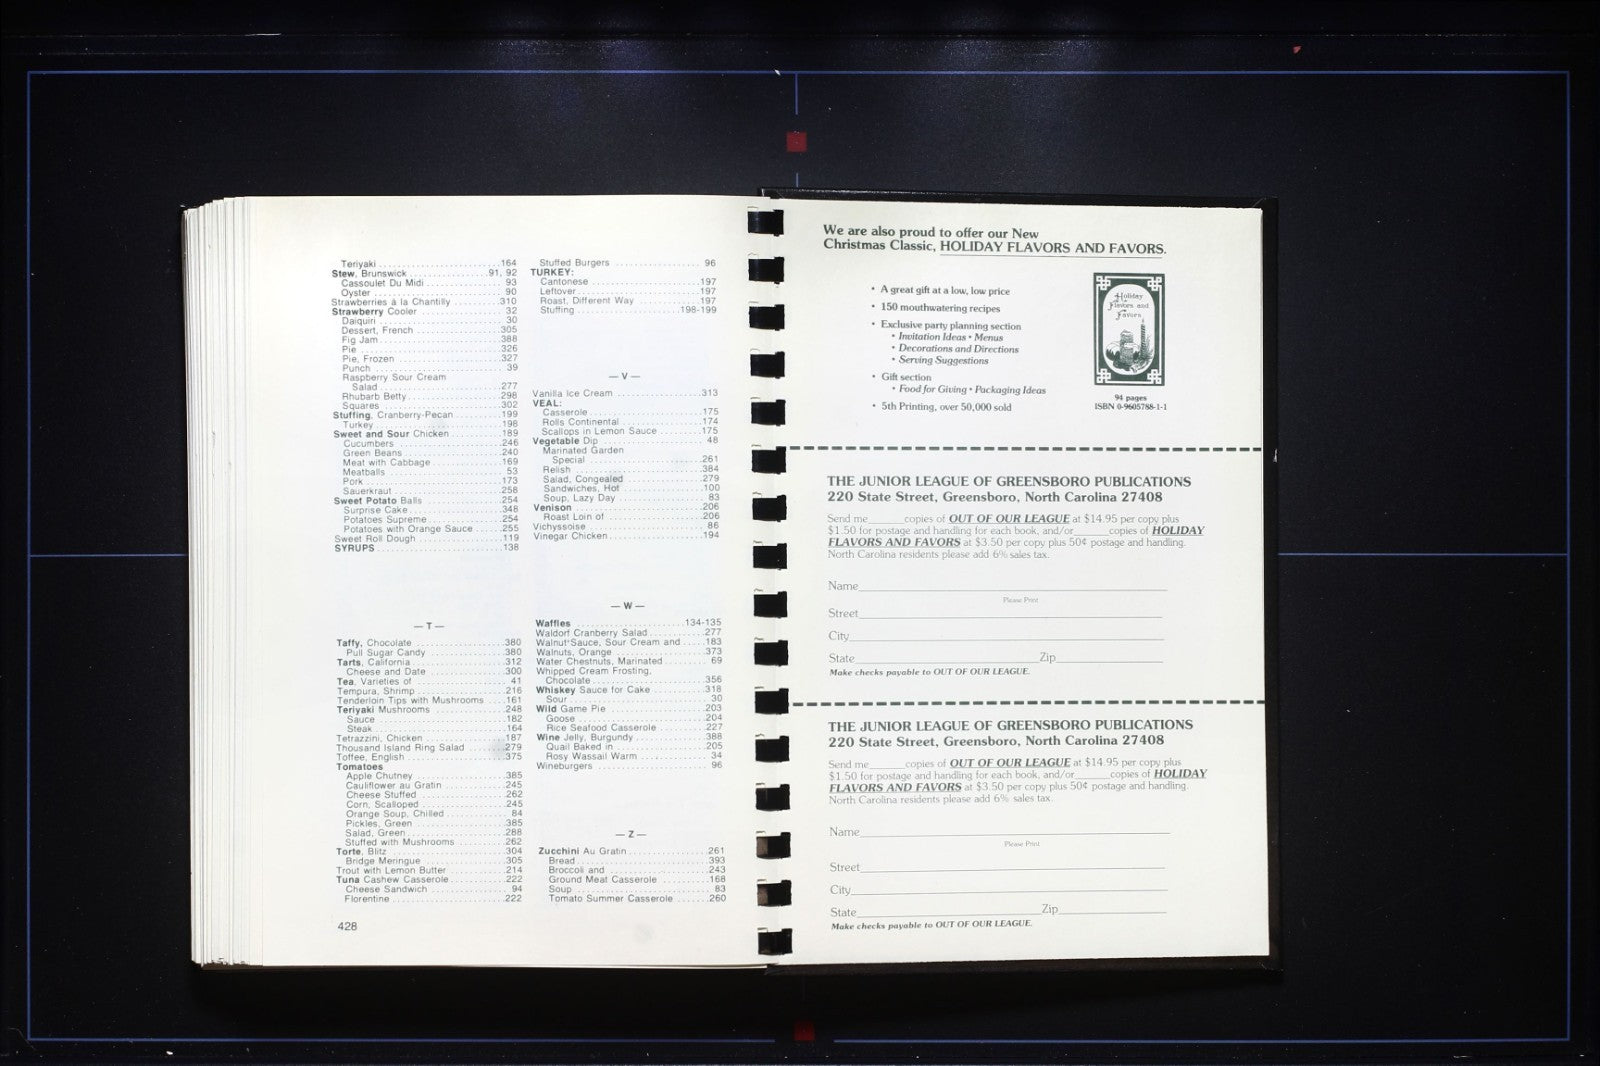 Teriyaki ........ 164
Stew, Brunswick ........ 91, 92
Cassoulet Du Midi ........ 93
Oyster ........ 90
Strawberries à la Chantilly ........ 310
Strawberry Cooler ........ 32
Daiquiri ........ 30
Dessert, French ........ 305
Fig Jam ........ 388
Pie ........ 326
Pie, Frozen ........ 327
Punch ........ 39
Raspberry Sour Cream
Salad ........ 277
Rhubarb Betty ........ 298
Squares ........ 302
Stuffing, Cranberry-Pecan ........ 199
Turkey ........ 198
Sweet and Sour Chicken ........ 189
Cucumbers ........ 246
Green Beans ........ 240
Meat with Cabbage ........ 169
Meatballs ........ 53
Pork ........ 173
Sauerkraut ........ 258
Sweet Potato Balls ........ 254
Surprise Cake ........ 348
Potatoes Supreme ........ 254
Potatoes with Orange Sauce ........ 255
Sweet Roll Dough ........ 119
SYRUPS ........ 138
— T —
Taffy, Chocolate ........ 380
Pull Sugar Candy ........ 380
Tarts, California ........ 312
Cheese and Date ........ 300
Tea, Varieties of ........ 41
Tempura, Shrimp ........ 216
Tenderloin Tips with Mushrooms ........ 161
Teriyaki Mushrooms ........ 248
Sauce ........ 182
Steak ........ 164
Tetrazzini, Chicken ........ 187
Thousand Island Ring Salad ........ 279
Toffee, English ........ 375
Tomatoes
Apple Chutney ........ 385
Cauliflower au Gratin ........ 245
Cheese Stuffed ........ 262
Corn, Scalloped ........ 245
Orange Soup, Chilled ........ 84
Pickles, Green ........ 385
Salad, Green ........ 288
Stuffed with Mushrooms ........ 262
Torte, Blitz ........ 304
Bridge Meringue ........ 305
Trout with Lemon Butter ........ 214
Tuna Cashew Casserole ........ 222
Cheese Sandwich ........ 94
Florentine ........ 222
428
Stuffed Burgers ........ 96
TURKEY:
Cantonese ........ 197
Leftover ........ 197
Roast, Different Way ........ 197
Stuffing ........ 198-199
— V —
Vanilla Ice Cream ........ 313
VEAL:
Casserole ........ 175
Rolls Continental ........ 174
Scallops in Lemon Sauce ........ 175
Vegetable Dip ........ 48
Marinated Garden
Special ........ 261
Relish ........ 384
Salad, Congealed ........ 279
Sandwiches, Hot ........ 100
Soup, Lazy Day ........ 83
Venison ........ 206
Roast Loin of ........ 206
Vichyssoise ........ 86
Vinegar Chicken ........ 194
— W —
Waffles ........ 134-135
Waldorf Cranberry Salad ........ 277
Walnut Sauce, Sour Cream and ........ 183
Walnuts, Orange ........ 373
Water Chestnuts, Marinated ........ 69
Whipped Cream Frosting,
Chocolate ........ 356
Whiskey Sauce for Cake ........ 318
Sour ........ 30
Wild Game Pie ........ 203
Goose ........ 204
Rice Seafood Casserole ........ 227
Wine Jelly, Burgundy ........ 388
Quail Baked in ........ 205
Rosy Wassail Warm ........ 34
Wineburgers ........ 96
— Z —
Zucchini Au Gratin ........ 261
Bread ........ 393
Broccoli and ........ 243
Ground Meat Casserole ........ 168
Soup ........ 83
Tomato Summer Casserole ........ 260
We are also proud to offer our New
Christmas Classic, HOLIDAY FLAVORS AND FAVORS.
• A great gift at a low, low price
• 150 mouthwatering recipes
• Exclusive party planning section
• Invitation Ideas • Menus
• Decorations and Directions
• Serving Suggestions
• Gift section
• Food for Giving • Packaging Ideas
• 5th Printing, over 50,000 sold
Holiday
Flavors and
Favors
94 pages
ISBN 0-9605788-1-1
THE JUNIOR LEAGUE OF GREENSBORO PUBLICATIONS
220 State Street, Greensboro, North Carolina 27408
Send me______copies of OUT OF OUR LEAGUE at $14.95 per copy plus
$1.50 for postage and handling for each book, and/or______copies of HOLIDAY
FLAVORS AND FAVORS at $3.50 per copy plus 50¢ postage and handling.
North Carolina residents please add 6% sales tax.
Name
Please Print
Street
City
State Zip
Make checks payable to OUT OF OUR LEAGUE.
THE JUNIOR LEAGUE OF GREENSBORO PUBLICATIONS
220 State Street, Greensboro, North Carolina 27408
Send me______copies of OUT OF OUR LEAGUE at $14.95 per copy plus
$1.50 for postage and handling for each book, and/or______copies of HOLIDAY
FLAVORS AND FAVORS at $3.50 per copy plus 50¢ postage and handling.
North Carolina residents please add 6% sales tax.
Name
Please Print
Street
City
State Zip
Make checks payable to OUT OF OUR LEAGUE.